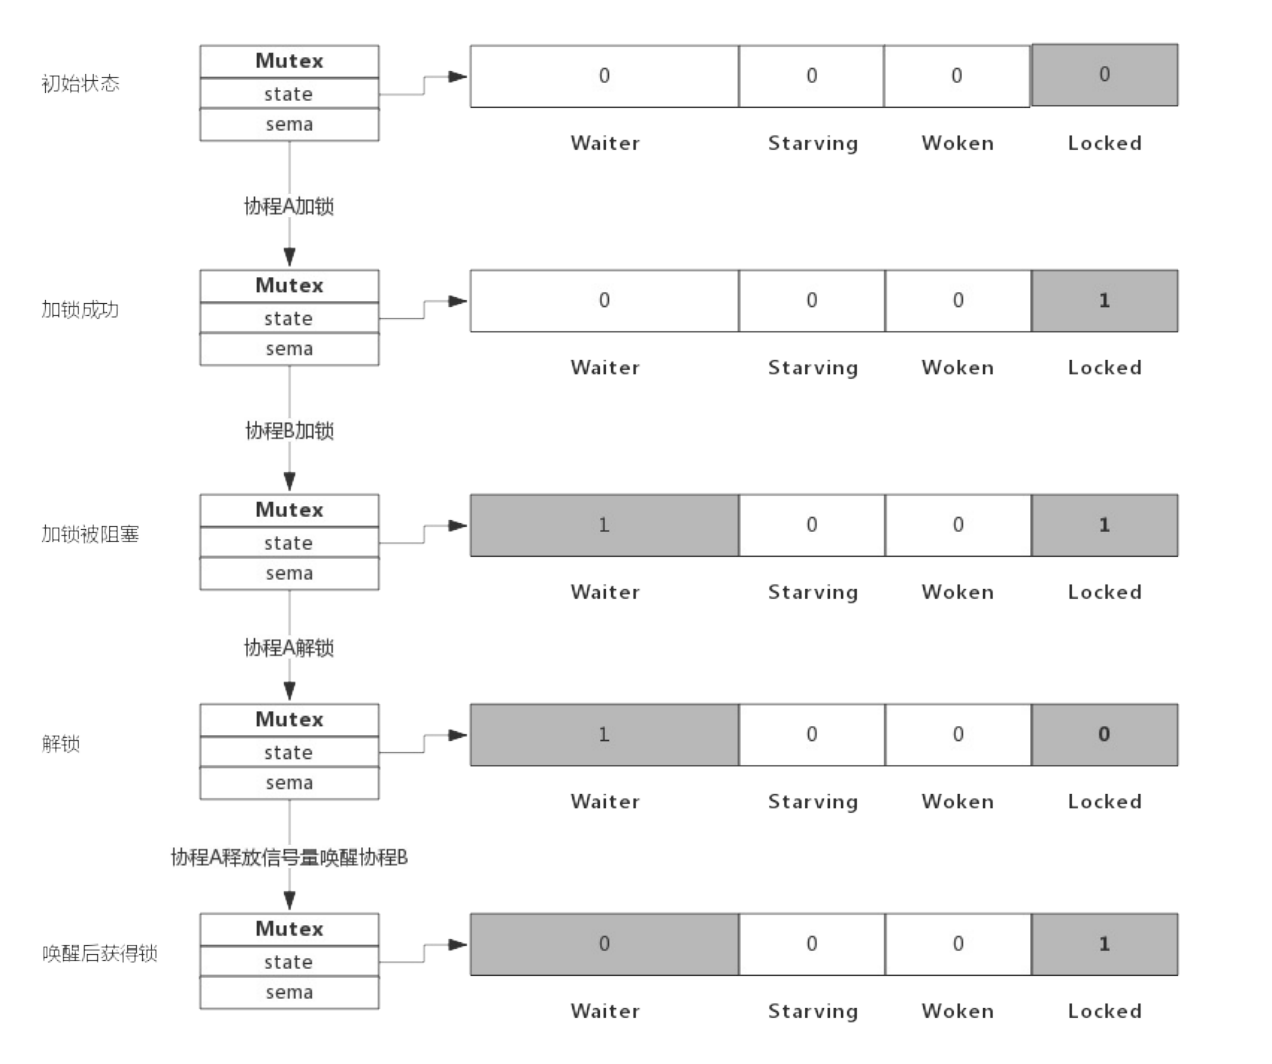 初始状态
Mutex
state
sema
0 0 0 0
Waiter Starving Woken Locked
协程A加锁
加锁成功
Mutex
state
sema
0 0 0 1
Waiter Starving Woken Locked
协程B加锁
加锁被阻塞
Mutex
state
sema
1 0 0 1
Waiter Starving Woken Locked
协程A解锁
解锁
Mutex
state
sema
1 0 0 0
Waiter Starving Woken Locked
协程A释放信号量唤醒协程B
唤醒后获得锁
Mutex
state
sema
0 0 0 1
Waiter Starving Woken Locked